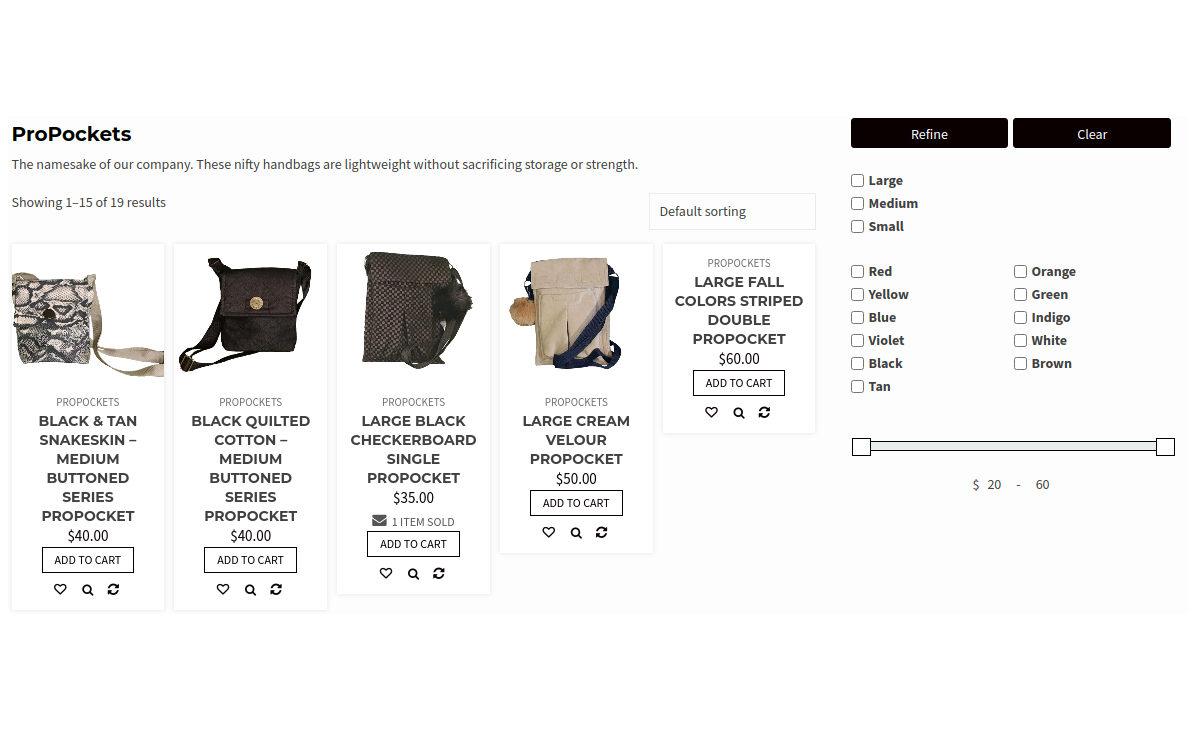 ProPockets
The namesake of our company. These nifty handbags are lightweight without sacrificing storage or strength.
Showing 1–15 of 19 results
Default sorting
PROPOCKETS
BLACK & TAN
SNAKESKIN –
MEDIUM
BUTTONED
SERIES
PROPOCKET
$40.00
ADD TO CART
PROPOCKETS
BLACK QUILTED
COTTON –
MEDIUM
BUTTONED
SERIES
PROPOCKET
$40.00
ADD TO CART
PROPOCKETS
LARGE BLACK
CHECKERBOARD
SINGLE
PROPOCKET
$35.00
1 ITEM SOLD
ADD TO CART
PROPOCKETS
LARGE CREAM
VELOUR
PROPOCKET
$50.00
ADD TO CART
PROPOCKETS
LARGE FALL
COLORS STRIPED
DOUBLE
PROPOCKET
$60.00
ADD TO CART
Refine
Clear
Large
Medium
Small
Red
Yellow
Blue
Violet
Black
Tan
Orange
Green
Indigo
White
Brown
$ 20 - 60